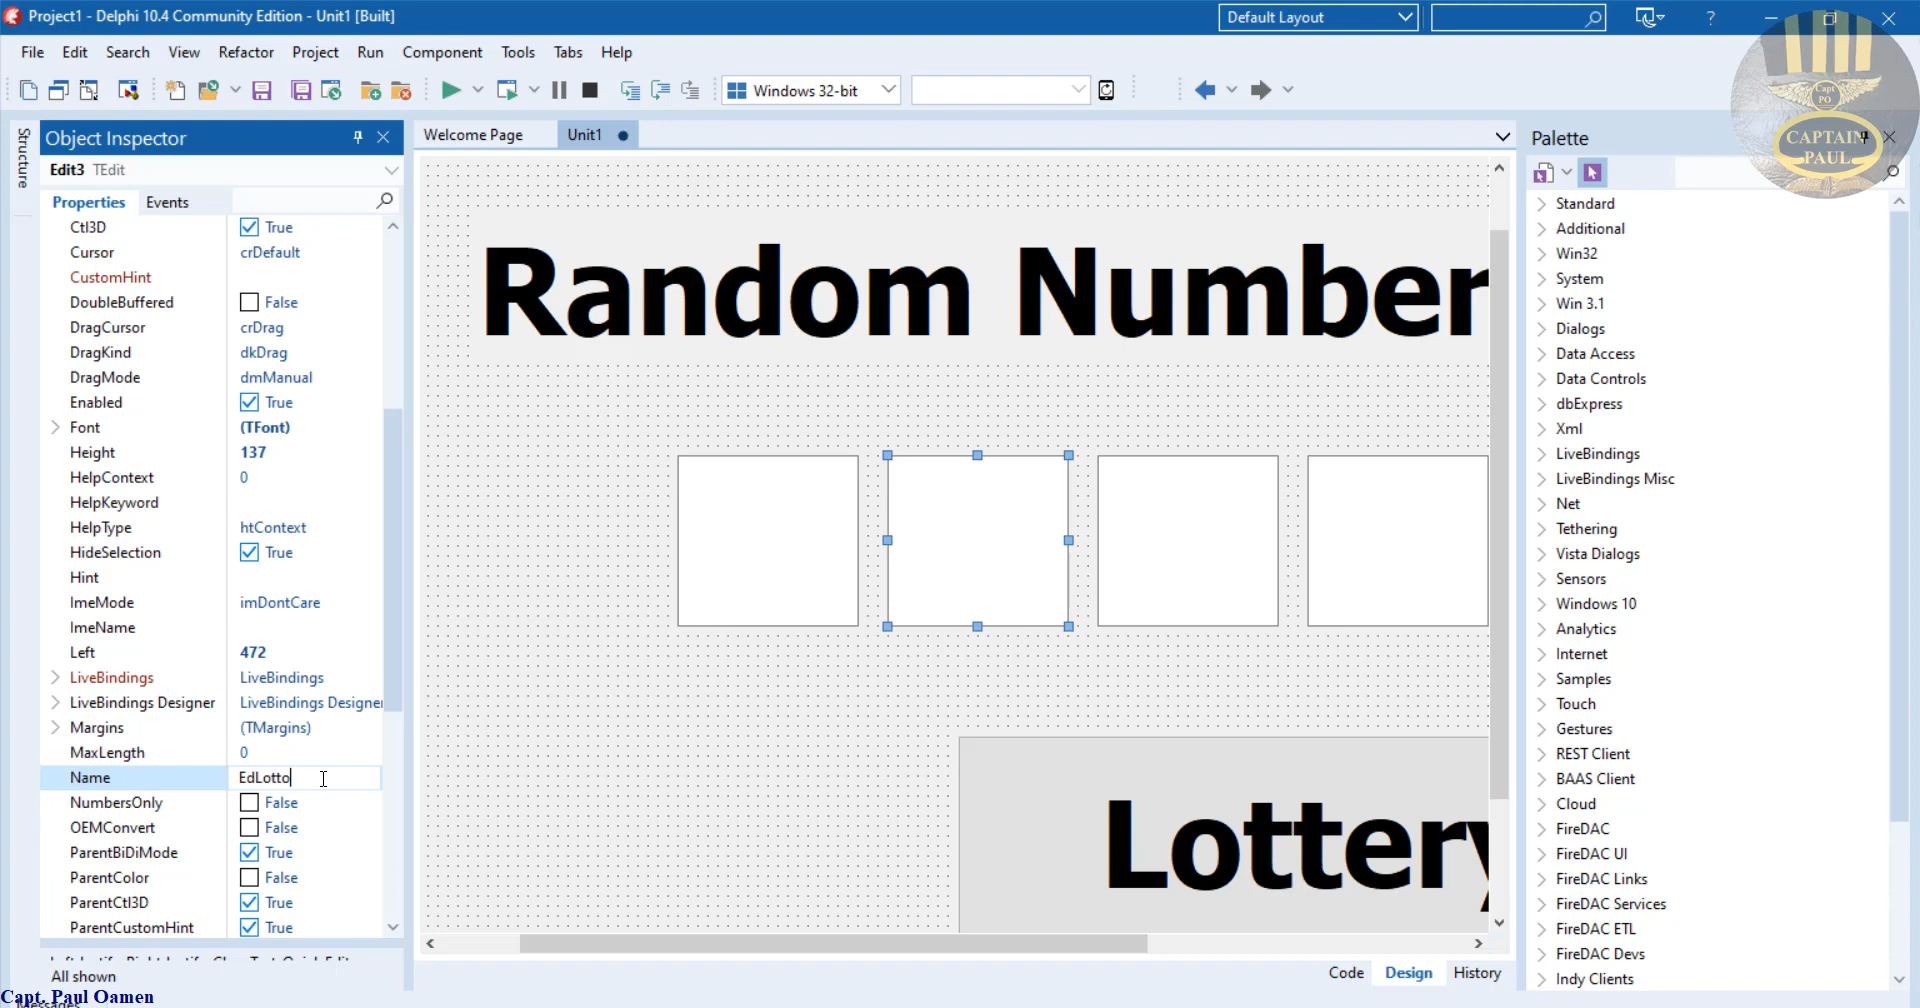 Project1 - Delphi 10.4 Community Edition - Unit1 [Built]
Default Layout
?
File Edit Search View Refactor Project Run Component Tools Tabs Help
Windows 32-bit
Capt
PO
CAPTAIN
PAUL
Structure
Object Inspector
Edit3 TEdit
Properties Events
Ctl3D True
Cursor crDefault
CustomHint
DoubleBuffered False
DragCursor crDrag
DragKind dkDrag
DragMode dmManual
Enabled True
Font (TFont)
Height 137
HelpContext 0
HelpKeyword
HelpType htContext
HideSelection True
Hint
ImeMode imDontCare
ImeName
Left 472
LiveBindings LiveBindings
LiveBindings Designer LiveBindings Designer
Margins (TMargins)
MaxLength 0
Name EdLotto
NumbersOnly False
OEMConvert False
ParentBiDiMode True
ParentColor False
ParentCtl3D True
ParentCustomHint True
All shown
Capt. Paul Oamen
Messages
Welcome Page Unit1
Random Number
Lottery
Code Design History
Palette
Standard
Additional
Win32
System
Win 3.1
Dialogs
Data Access
Data Controls
dbExpress
Xml
LiveBindings
LiveBindings Misc
Net
Tethering
Vista Dialogs
Sensors
Windows 10
Analytics
Internet
Samples
Touch
Gestures
REST Client
BAAS Client
Cloud
FireDAC
FireDAC UI
FireDAC Links
FireDAC Services
FireDAC ETL
FireDAC Devs
Indy Clients